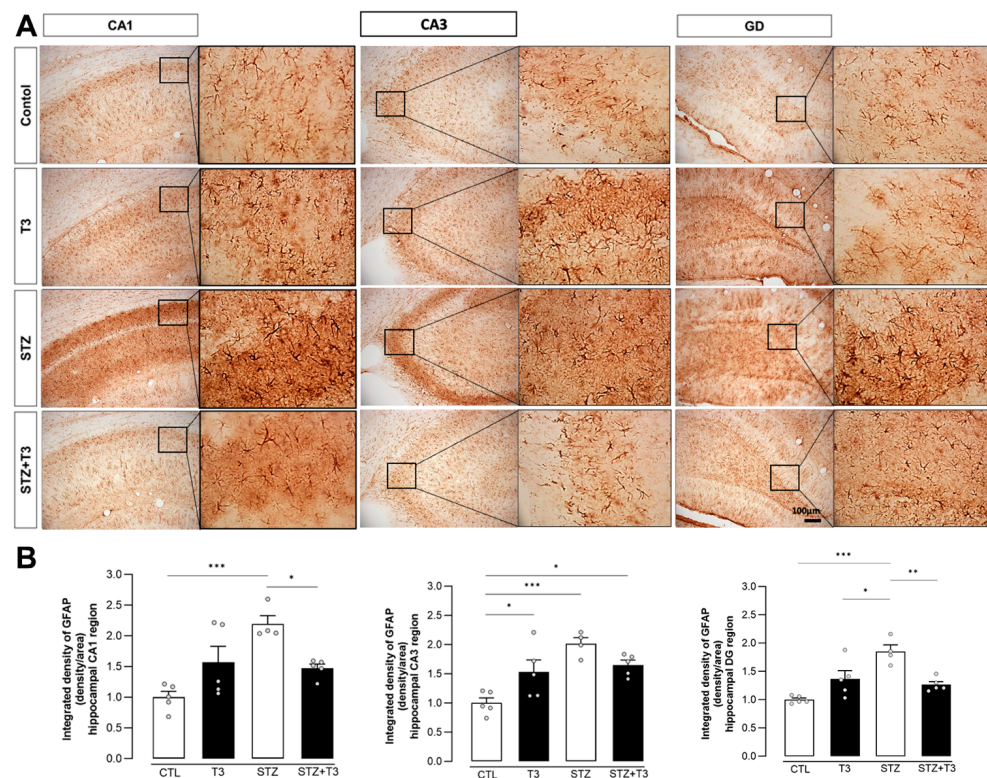 A
CA1
CA3
GD
Contol
T3
STZ
STZ+T3
100µm
B
***
*
3.0
2.5
2.0
1.5
1.0
0.5
0.0
Integrated density of GFAP
(density/area)
hippocampal CA1 region
CTL T3 STZ STZ+T3
*
***
*
3.0
2.5
2.0
1.5
1.0
0.5
0.0
Integrated density of GFAP
(density/area)
hippocampal CA3 region
CTL T3 STZ STZ+T3
***
**
*
3.0
2.5
2.0
1.5
1.0
0.5
0.0
Integrated density of GFAP
(density/area)
hippocampal DG region
CTL T3 STZ STZ+T3